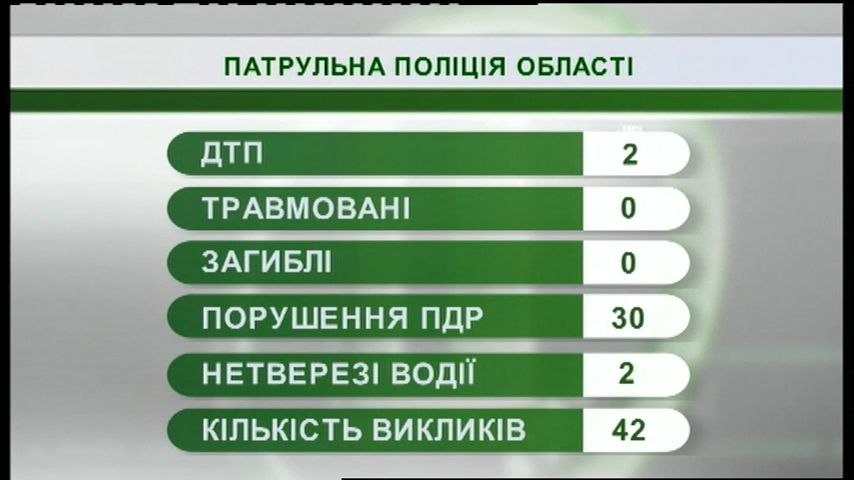 ПАТРУЛЬНА ПОЛІЦІЯ ОБЛАСТІ
ДТП 2
ТРАВМОВАНІ 0
ЗАГИБЛІ 0
ПОРУШЕННЯ ПДР 30
НЕТВЕРЕЗІ ВОДІЇ 2
КІЛЬКІСТЬ ВИКЛИКІВ 42